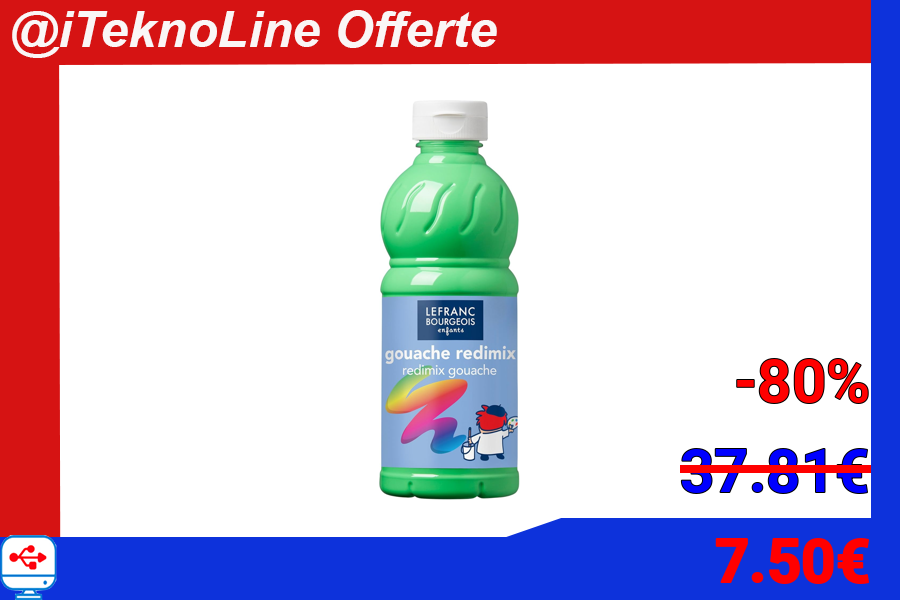 @iTeknoLine Offerte
LEFRANC
BOURGEOIS
enfants
gouache redimix
redimix gouache
-80%
37.81€
7.50€